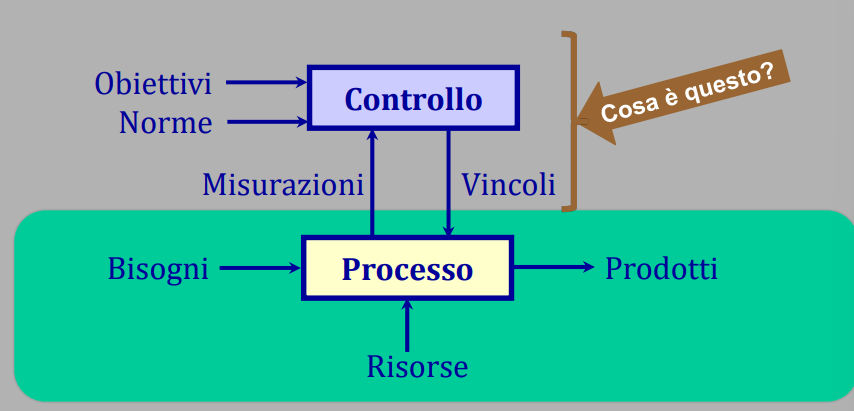 Obiettivi
Controllo
Cosa è questo?
Norme
Misurazioni
Vincoli
Bisogni
Processo
Prodotti
Risorse